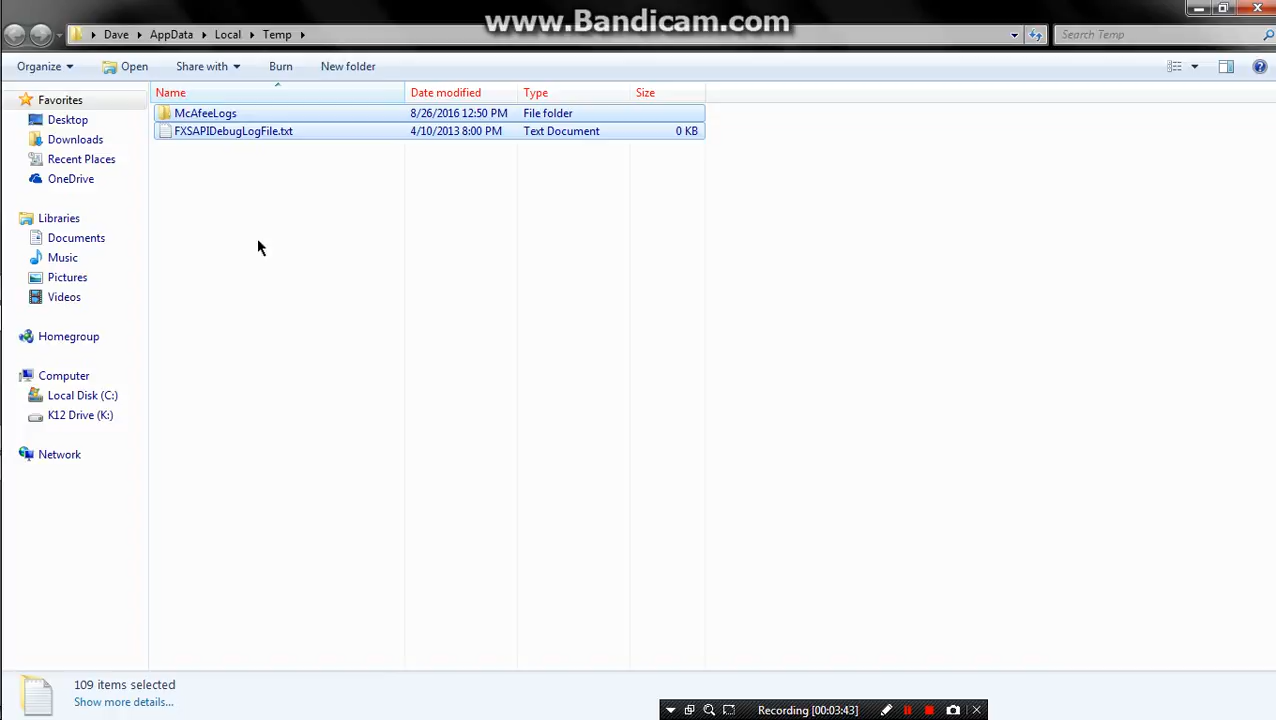 www.Bandicam.com
Dave AppData Local Temp
Search Temp
Organize Open Share with Burn New folder
Name Date modified Type Size
Favorites
Desktop
Downloads
Recent Places
OneDrive
Libraries
Documents
Music
Pictures
Videos
Homegroup
Computer
Local Disk (C:)
K12 Drive (K:)
Network
McAfeeLogs 8/26/2016 12:50 PM File folder
FXSAPIDebugLogFile.txt 4/10/2013 8:00 PM Text Document 0 KB
109 items selected
Show more details...
Recording [00:03:43]